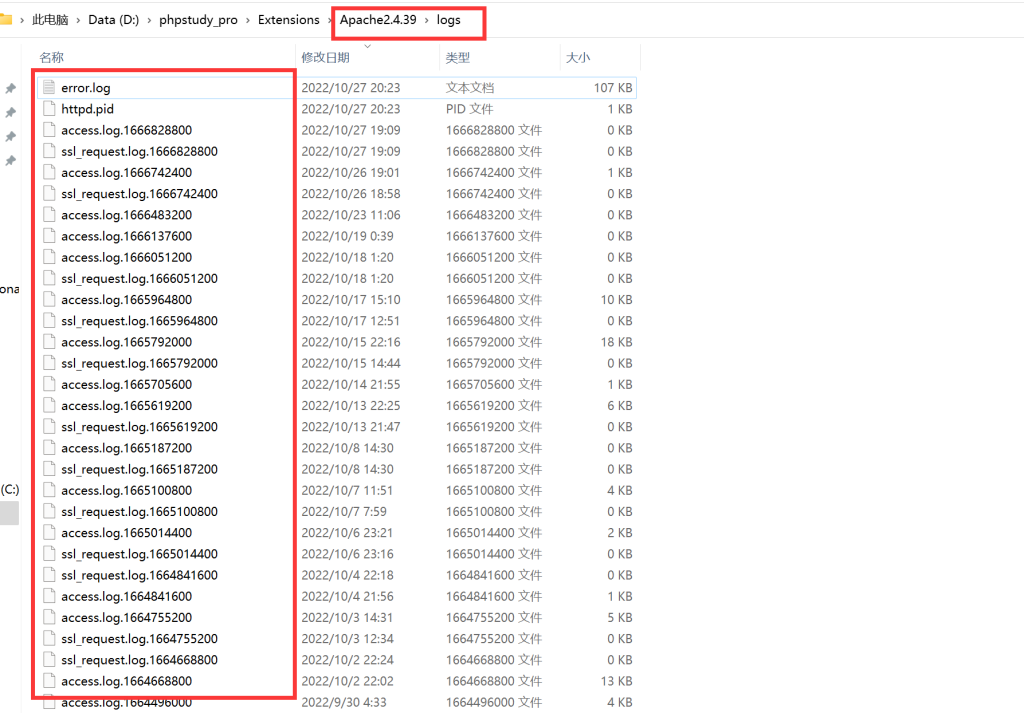 此电脑 › Data (D:) › phpstudy_pro › Extensions › Apache2.4.39 › logs
名称 修改日期 类型 大小
error.log 2022/10/27 20:23 文本文档 107 KB
httpd.pid 2022/10/27 20:23 PID 文件 1 KB
access.log.1666828800 2022/10/27 19:09 1666828800 文件 0 KB
ssl_request.log.1666828800 2022/10/27 19:09 1666828800 文件 0 KB
access.log.1666742400 2022/10/26 19:01 1666742400 文件 1 KB
ssl_request.log.1666742400 2022/10/26 18:58 1666742400 文件 0 KB
access.log.1666483200 2022/10/23 11:06 1666483200 文件 0 KB
access.log.1666137600 2022/10/19 0:39 1666137600 文件 0 KB
access.log.1666051200 2022/10/18 1:20 1666051200 文件 0 KB
ssl_request.log.1666051200 2022/10/18 1:20 1666051200 文件 0 KB
ona
access.log.1665964800 2022/10/17 15:10 1665964800 文件 10 KB
ssl_request.log.1665964800 2022/10/17 12:51 1665964800 文件 0 KB
access.log.1665792000 2022/10/15 22:16 1665792000 文件 18 KB
ssl_request.log.1665792000 2022/10/15 14:44 1665792000 文件 0 KB
access.log.1665705600 2022/10/14 21:55 1665705600 文件 1 KB
access.log.1665619200 2022/10/13 22:25 1665619200 文件 6 KB
ssl_request.log.1665619200 2022/10/13 21:47 1665619200 文件 0 KB
access.log.1665187200 2022/10/8 14:30 1665187200 文件 0 KB
ssl_request.log.1665187200 2022/10/8 14:30 1665187200 文件 0 KB
(C:) access.log.1665100800 2022/10/7 11:51 1665100800 文件 4 KB
ssl_request.log.1665100800 2022/10/7 7:59 1665100800 文件 0 KB
access.log.1665014400 2022/10/6 23:21 1665014400 文件 2 KB
ssl_request.log.1665014400 2022/10/6 23:16 1665014400 文件 0 KB
ssl_request.log.1664841600 2022/10/4 22:18 1664841600 文件 0 KB
access.log.1664841600 2022/10/4 21:56 1664841600 文件 1 KB
access.log.1664755200 2022/10/3 14:31 1664755200 文件 5 KB
ssl_request.log.1664755200 2022/10/3 12:34 1664755200 文件 0 KB
ssl_request.log.1664668800 2022/10/2 22:24 1664668800 文件 0 KB
access.log.1664668800 2022/10/2 22:02 1664668800 文件 13 KB
access.log.1664496000 2022/9/30 4:33 1664496000 文件 4 KB